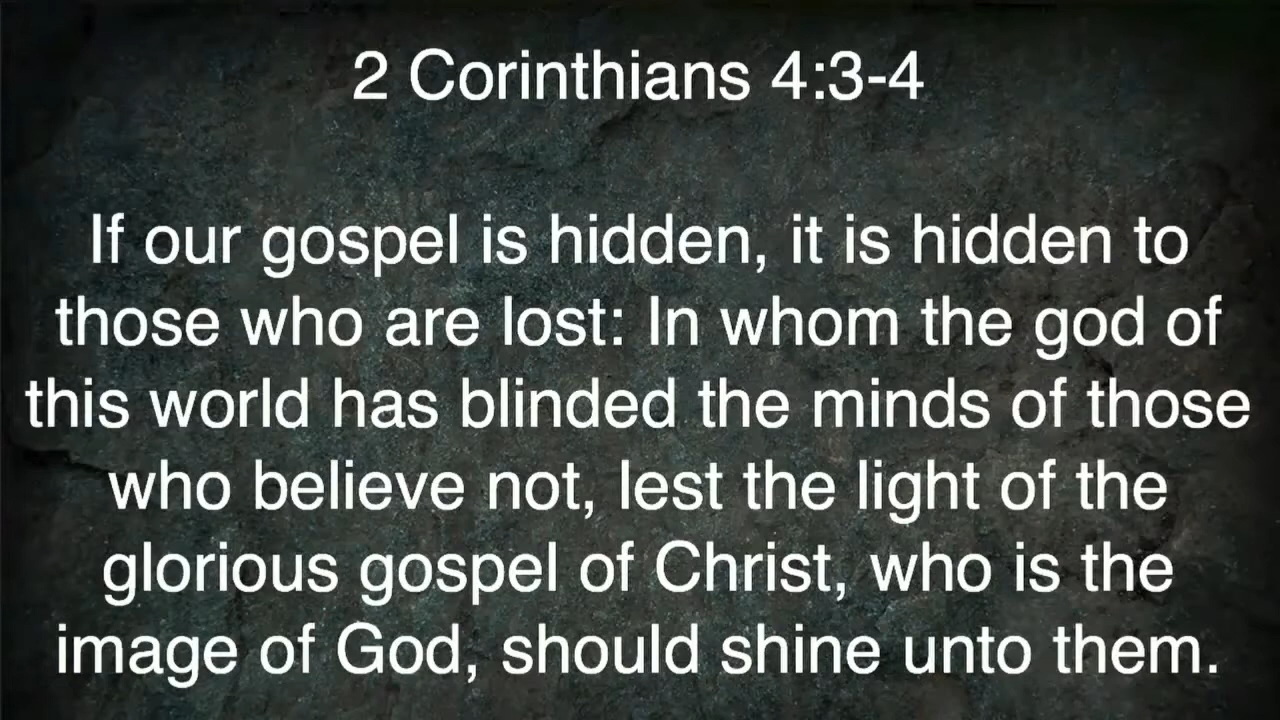 2 Corinthians 4:3-4
If our gospel is hidden, it is hidden to
those who are lost: In whom the god of
this world has blinded the minds of those
who believe not, lest the light of the
glorious gospel of Christ, who is the
image of God, should shine unto them.